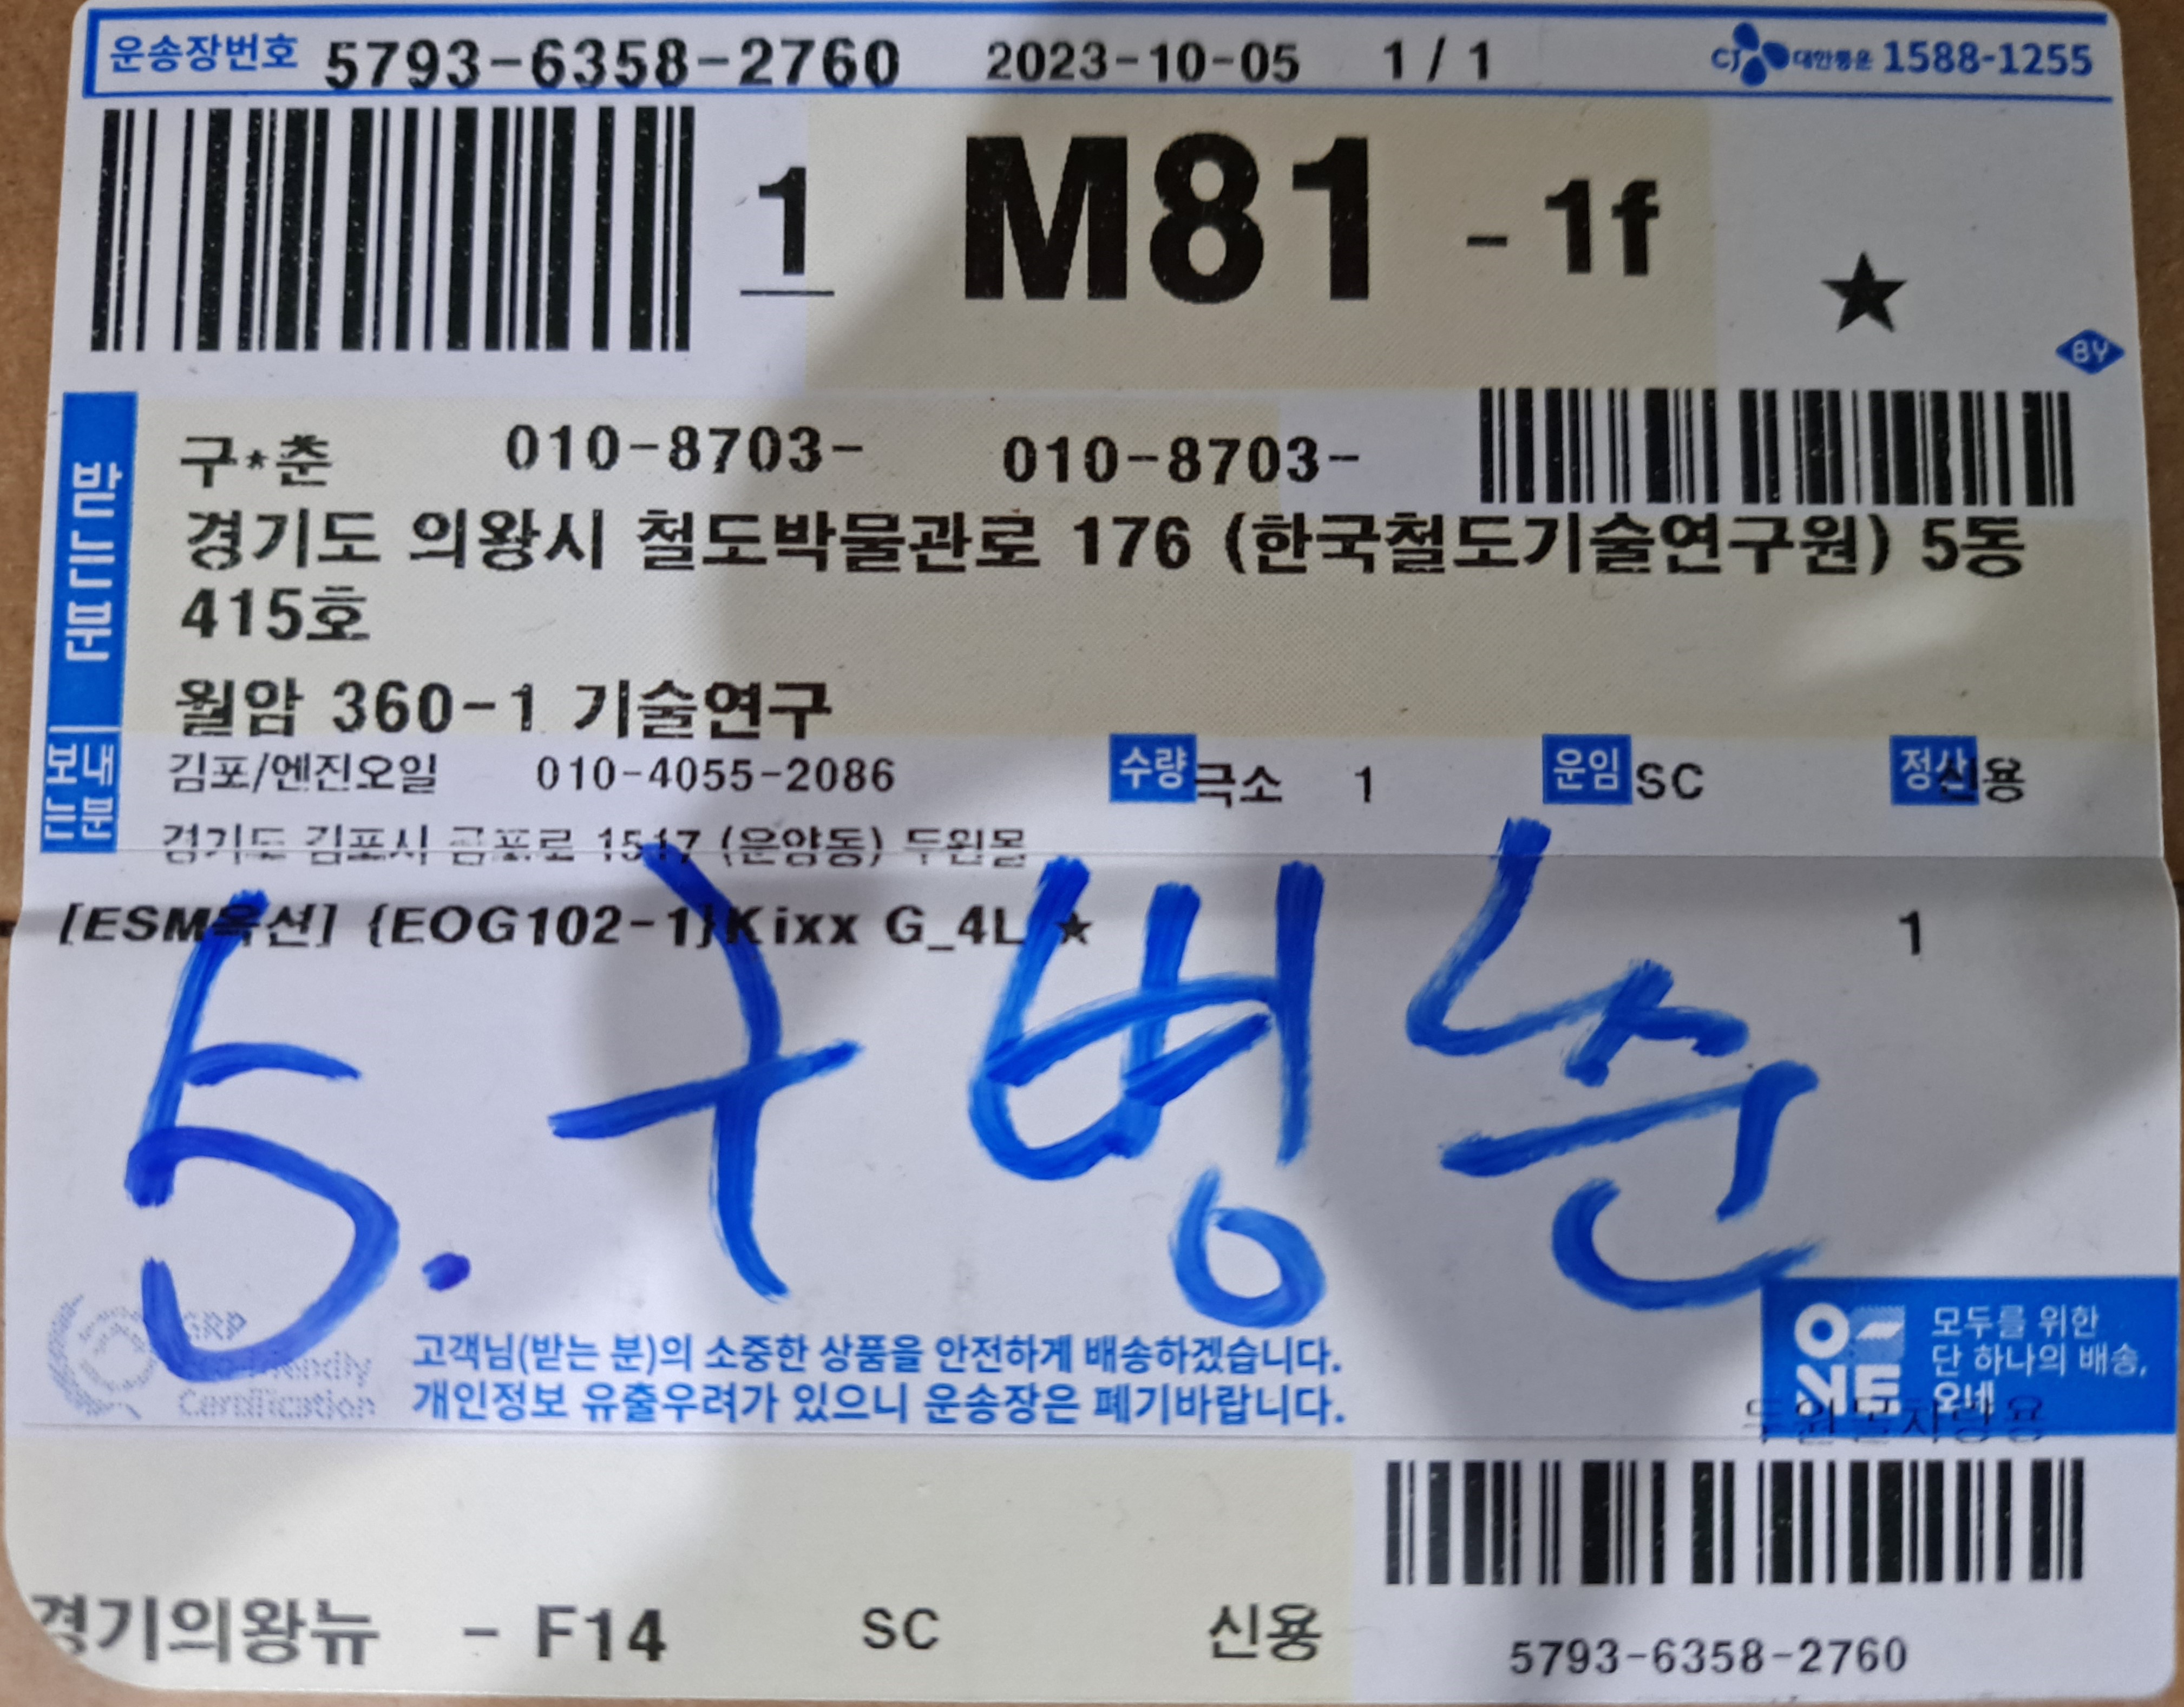 운송장번호 5793-6358-2760 2023-10-05 1 / 1 CJ 대한통운 1588-1255
1 M81 - 1f ★
BY
받는분
구*춘 010-8703- 010-8703-
경기도 의왕시 철도박물관로 176 (한국철도기술연구원) 5동
415호
월암 360-1 기술연구
보내는분
김포/엔진오일 010-4055-2086 수량 극소 1 운임 SC 정산 신용
경기도 김포시 금포로 1517 (운양동) 두원몰
[ESM옥션] {EOG102-1}Kixx G_4L ★ 1
5. 구병춘
GRP
Eco-Friendly
Certification
고객님(받는 분)의 소중한 상품을 안전하게 배송하겠습니다.
개인정보 유출우려가 있으니 운송장은 폐기바랍니다.
오네
모두를 위한
단 하나의 배송,
오네
경기의왕뉴 - F14 SC 신용
5793-6358-2760